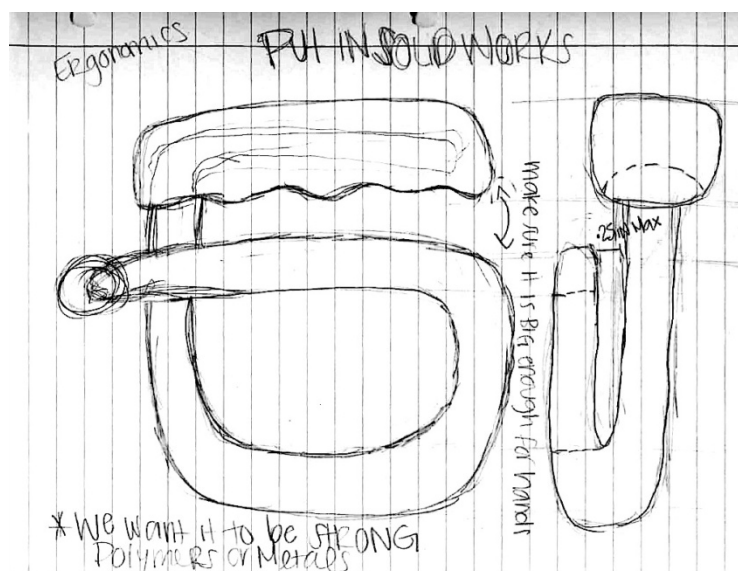 Ergonomics
PUT IN SOLIDWORKS
make sure it is BIG enough for hands
.25in Max
* We want it to be STRONG
Polymers or Metals